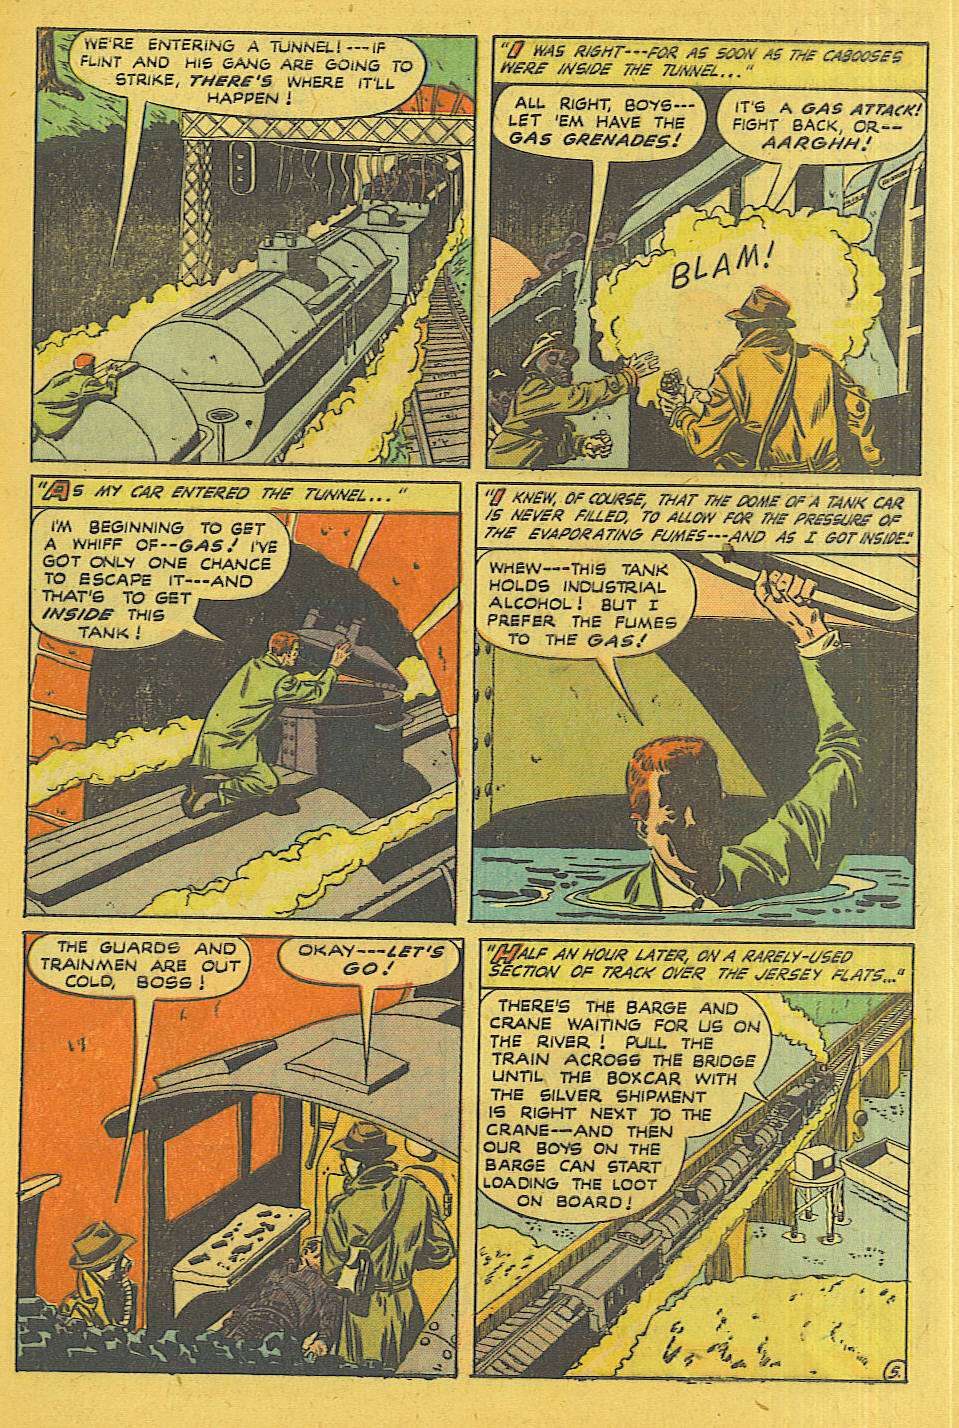 WE'RE ENTERING A TUNNEL!---IF
FLINT AND HIS GANG ARE GOING TO
STRIKE, THERE'S WHERE IT'LL
HAPPEN!
"I WAS RIGHT---FOR AS SOON AS THE CABOOSES
WERE INSIDE THE TUNNEL..."
ALL RIGHT, BOYS---
LET 'EM HAVE THE
GAS GRENADES!
IT'S A GAS ATTACK!
FIGHT BACK, OR--
AARGHH!
BLAM!
"AS MY CAR ENTERED THE TUNNEL..."
I'M BEGINNING TO GET
A WHIFF OF--GAS! I'VE
GOT ONLY ONE CHANCE
TO ESCAPE IT---AND
THAT'S TO GET
INSIDE THIS
TANK!
"I KNEW, OF COURSE, THAT THE DOME OF A TANK CAR
IS NEVER FILLED, TO ALLOW FOR THE PRESSURE OF
THE EVAPORATING FUMES---AND AS I GOT INSIDE..."
WHEW---THIS TANK
HOLDS INDUSTRIAL
ALCOHOL! BUT I
PREFER THE FUMES
TO THE GAS!
THE GUARDS AND
TRAINMEN ARE OUT
COLD, BOSS!
OKAY---LET'S
GO!
"HALF AN HOUR LATER, ON A RARELY-USED
SECTION OF TRACK OVER THE JERSEY FLATS..."
THERE'S THE BARGE AND
CRANE WAITING FOR US ON
THE RIVER! PULL THE
TRAIN ACROSS THE BRIDGE
UNTIL THE BOXCAR WITH
THE SILVER SHIPMENT
IS RIGHT NEXT TO THE
CRANE--AND THEN
OUR BOYS ON THE
BARGE CAN START
LOADING THE LOOT
ON BOARD!
5.